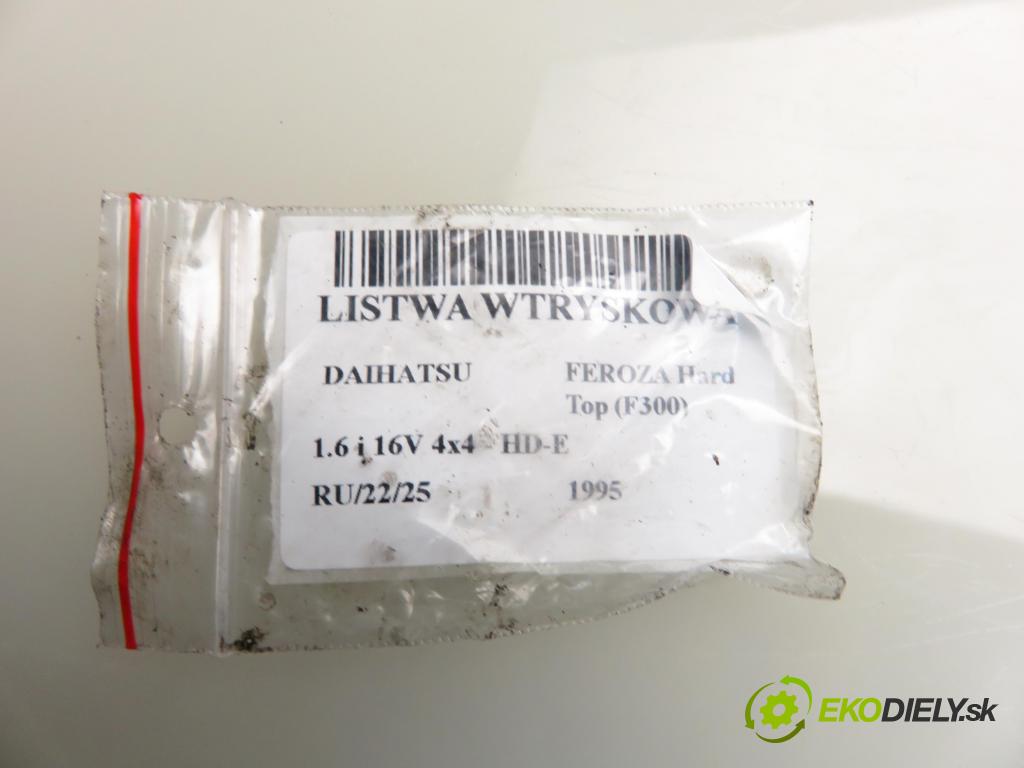 LISTWA WTRYSKOWA
DAIHATSU FEROZA Hard
Top (F300)
1.6 i 16V 4x4 HD-E
RU/22/25 1995
EKODIELY.sk